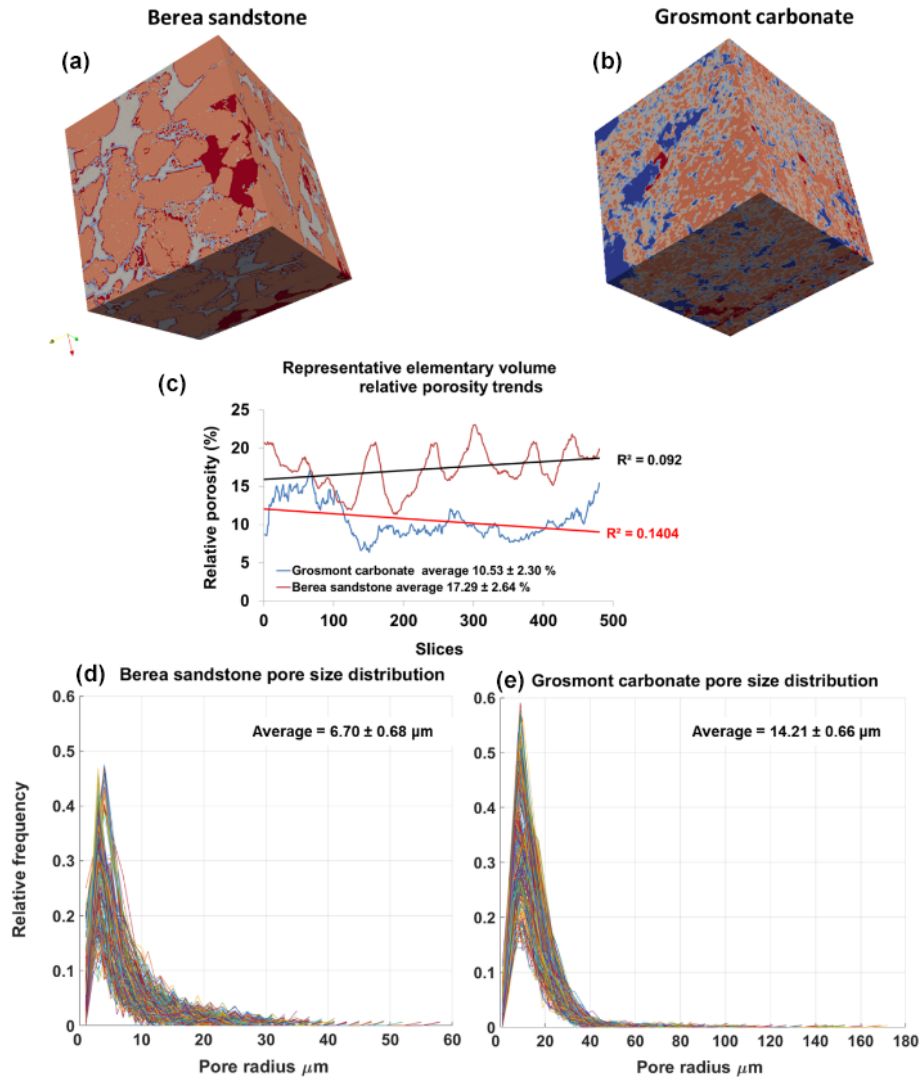 Berea sandstone
Grosmont carbonate
(a)
(b)
(c)
Representative elementary volume
relative porosity trends
Relative porosity (%)
25
20
15
10
5
0
R² = 0.092
R² = 0.1404
Grosmont carbonate average 10.53 ± 2.30 %
Berea sandstone average 17.29 ± 2.64 %
0 100 200 300 400 500
Slices
(d) Berea sandstone pore size distribution
Average = 6.70 ± 0.68 µm
Relative frequency
0.6
0.5
0.4
0.3
0.2
0.1
0
0 10 20 30 40 50 60
Pore radius µm
(e) Grosmont carbonate pore size distribution
Average = 14.21 ± 0.66 µm
0.6
0.5
0.4
0.3
0.2
0.1
0
0 20 40 60 80 100 120 140 160 180
Pore radius µm